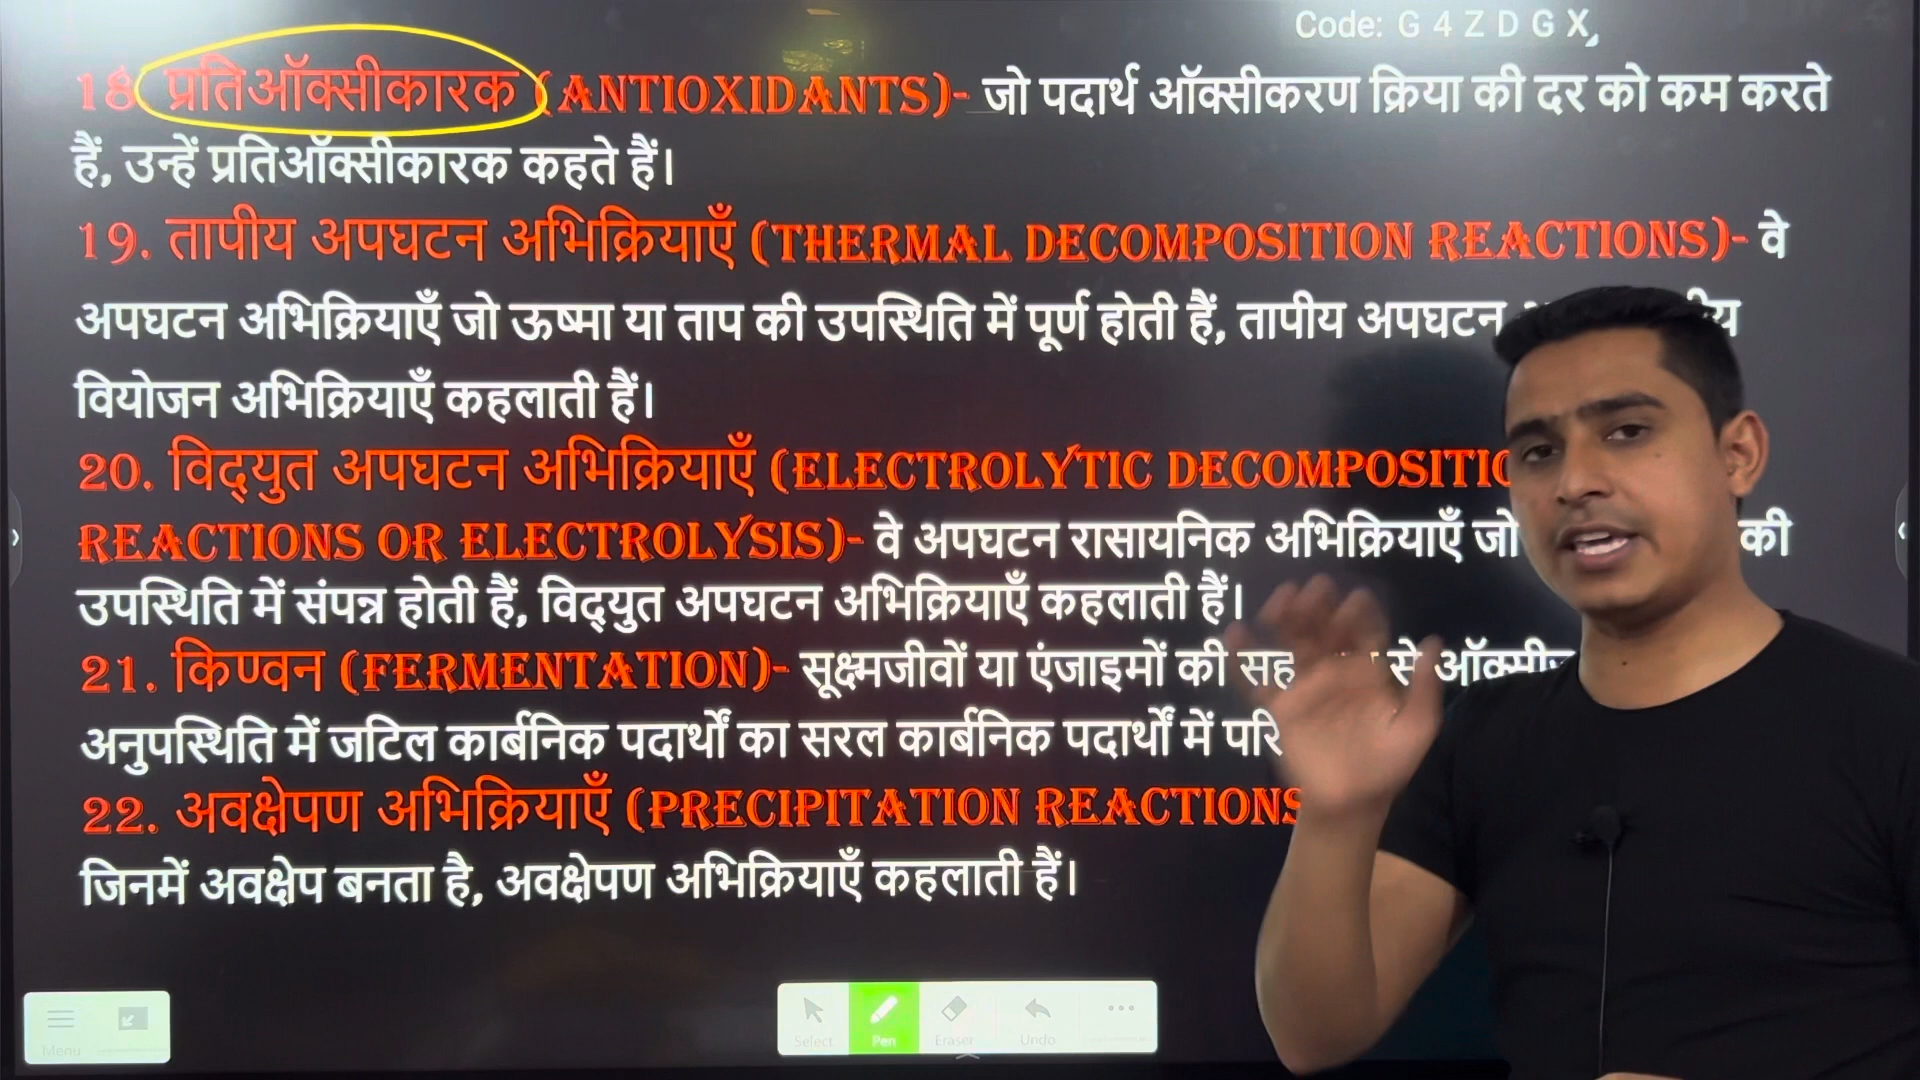 Code: G 4 Z D G X
18 प्रतिऑक्सीकारक (ANTIOXIDANTS)- जो पदार्थ ऑक्सीकरण क्रिया की दर को कम करते
हैं, उन्हें प्रतिऑक्सीकारक कहते हैं।
19. तापीय अपघटन अभिक्रियाएँ (THERMAL DECOMPOSITION REACTIONS)- वे
अपघटन अभिक्रियाएँ जो ऊष्मा या ताप की उपस्थिति में पूर्ण होती हैं, तापीय अपघटन
वियोजन अभिक्रियाएँ कहलाती हैं।
20. विद्युत अपघटन अभिक्रियाएँ (ELECTROLYTIC
REACTIONS OR ELECTROLYSIS)- वे अपघटन रासायनिक अभिक्रियाएँ जो की
उपस्थिति में संपन्न होती हैं, विद्युत अपघटन अभिक्रियाएँ कहलाती हैं।
21. किण्वन (FERMENTATION)- सूक्ष्मजीवों या एंजाइमों की से
अनुपस्थिति में जटिल कार्बनिक पदार्थों का सरल कार्बनिक पदार्थों में
22. अवक्षेपण अभिक्रियाएँ (PRECIPITATION REACTIONS
जिनमें अवक्षेप बनता है, अवक्षेपण अभिक्रियाएँ कहलाती हैं।
Menu Select Pen Eraser Undo